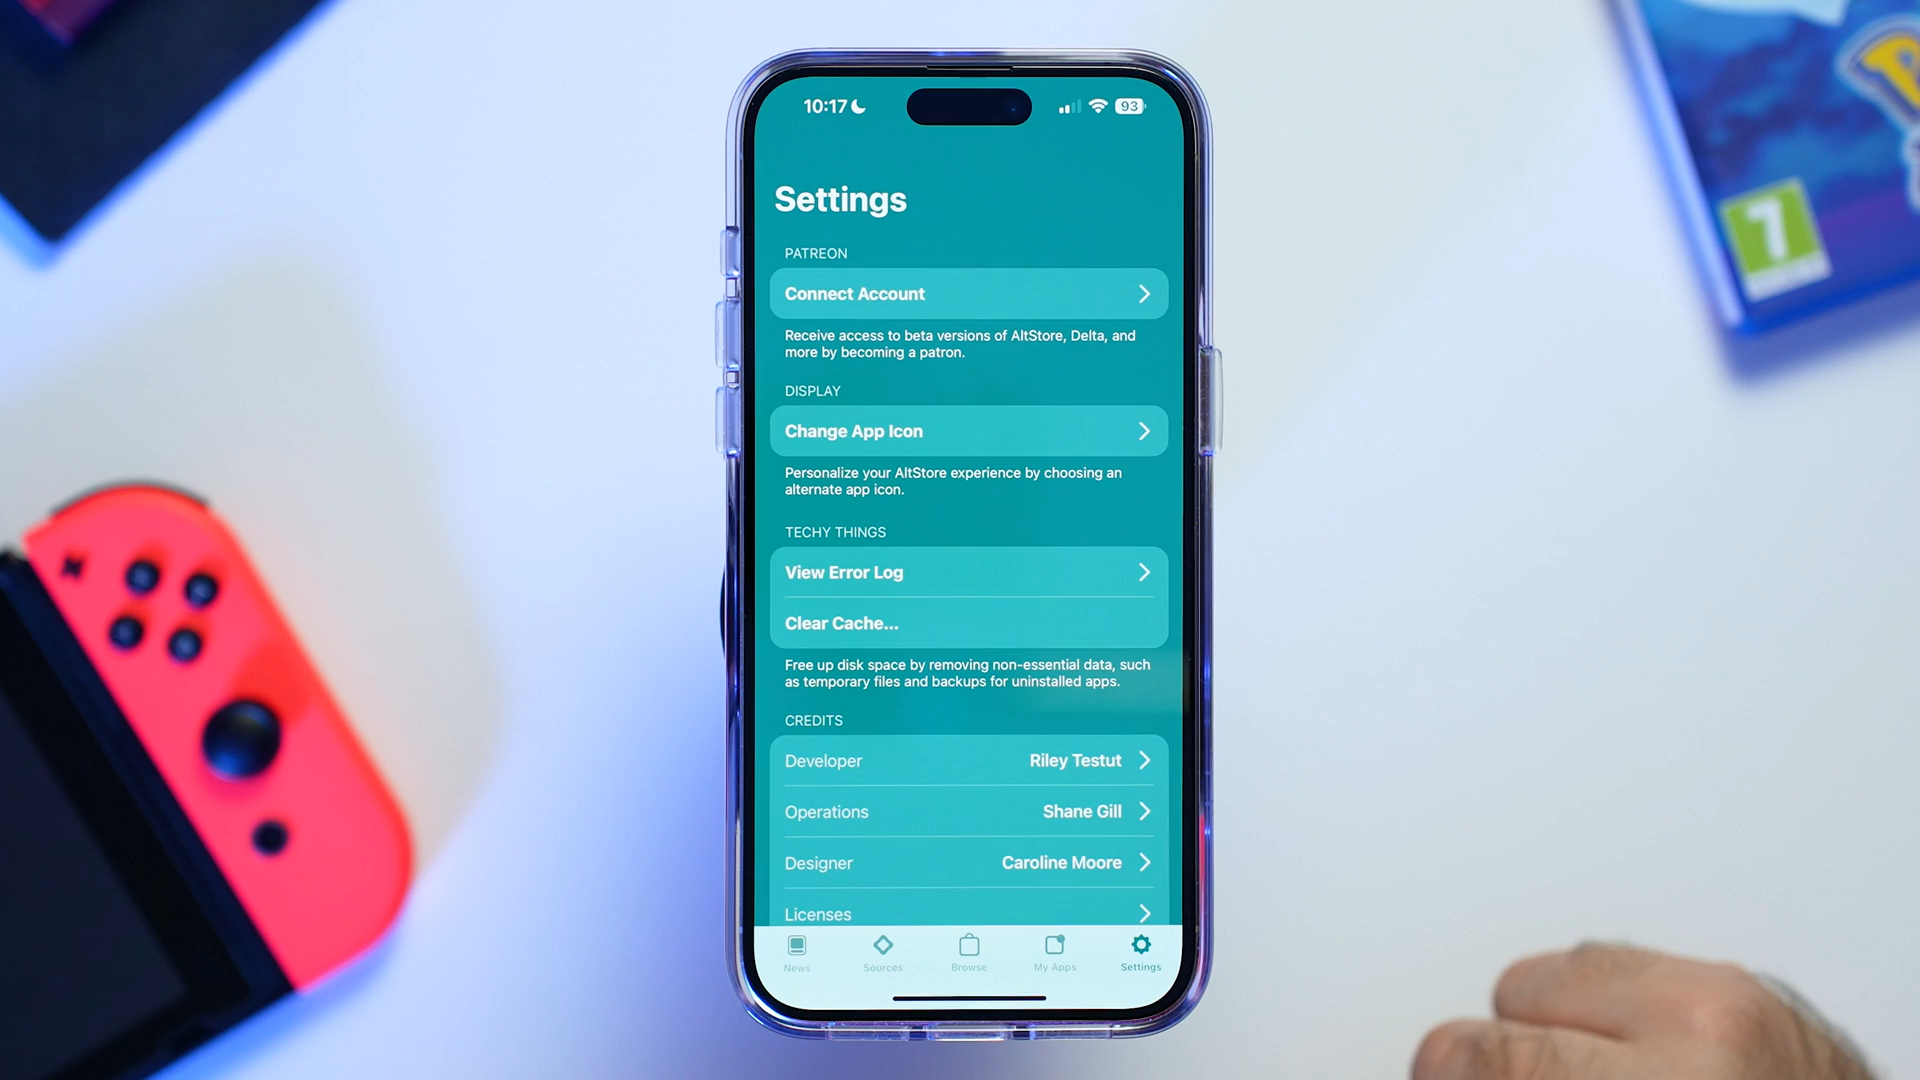 10:17
93
Settings
PATREON
Connect Account
Receive access to beta versions of AltStore, Delta, and
more by becoming a patron.
DISPLAY
Change App Icon
Personalize your AltStore experience by choosing an
alternate app icon.
TECHY THINGS
View Error Log
Clear Cache...
Free up disk space by removing non-essential data, such
as temporary files and backups for uninstalled apps.
CREDITS
Developer Riley Testut
Operations Shane Gill
Designer Caroline Moore
Licenses
News Sources Browse My Apps Settings
7